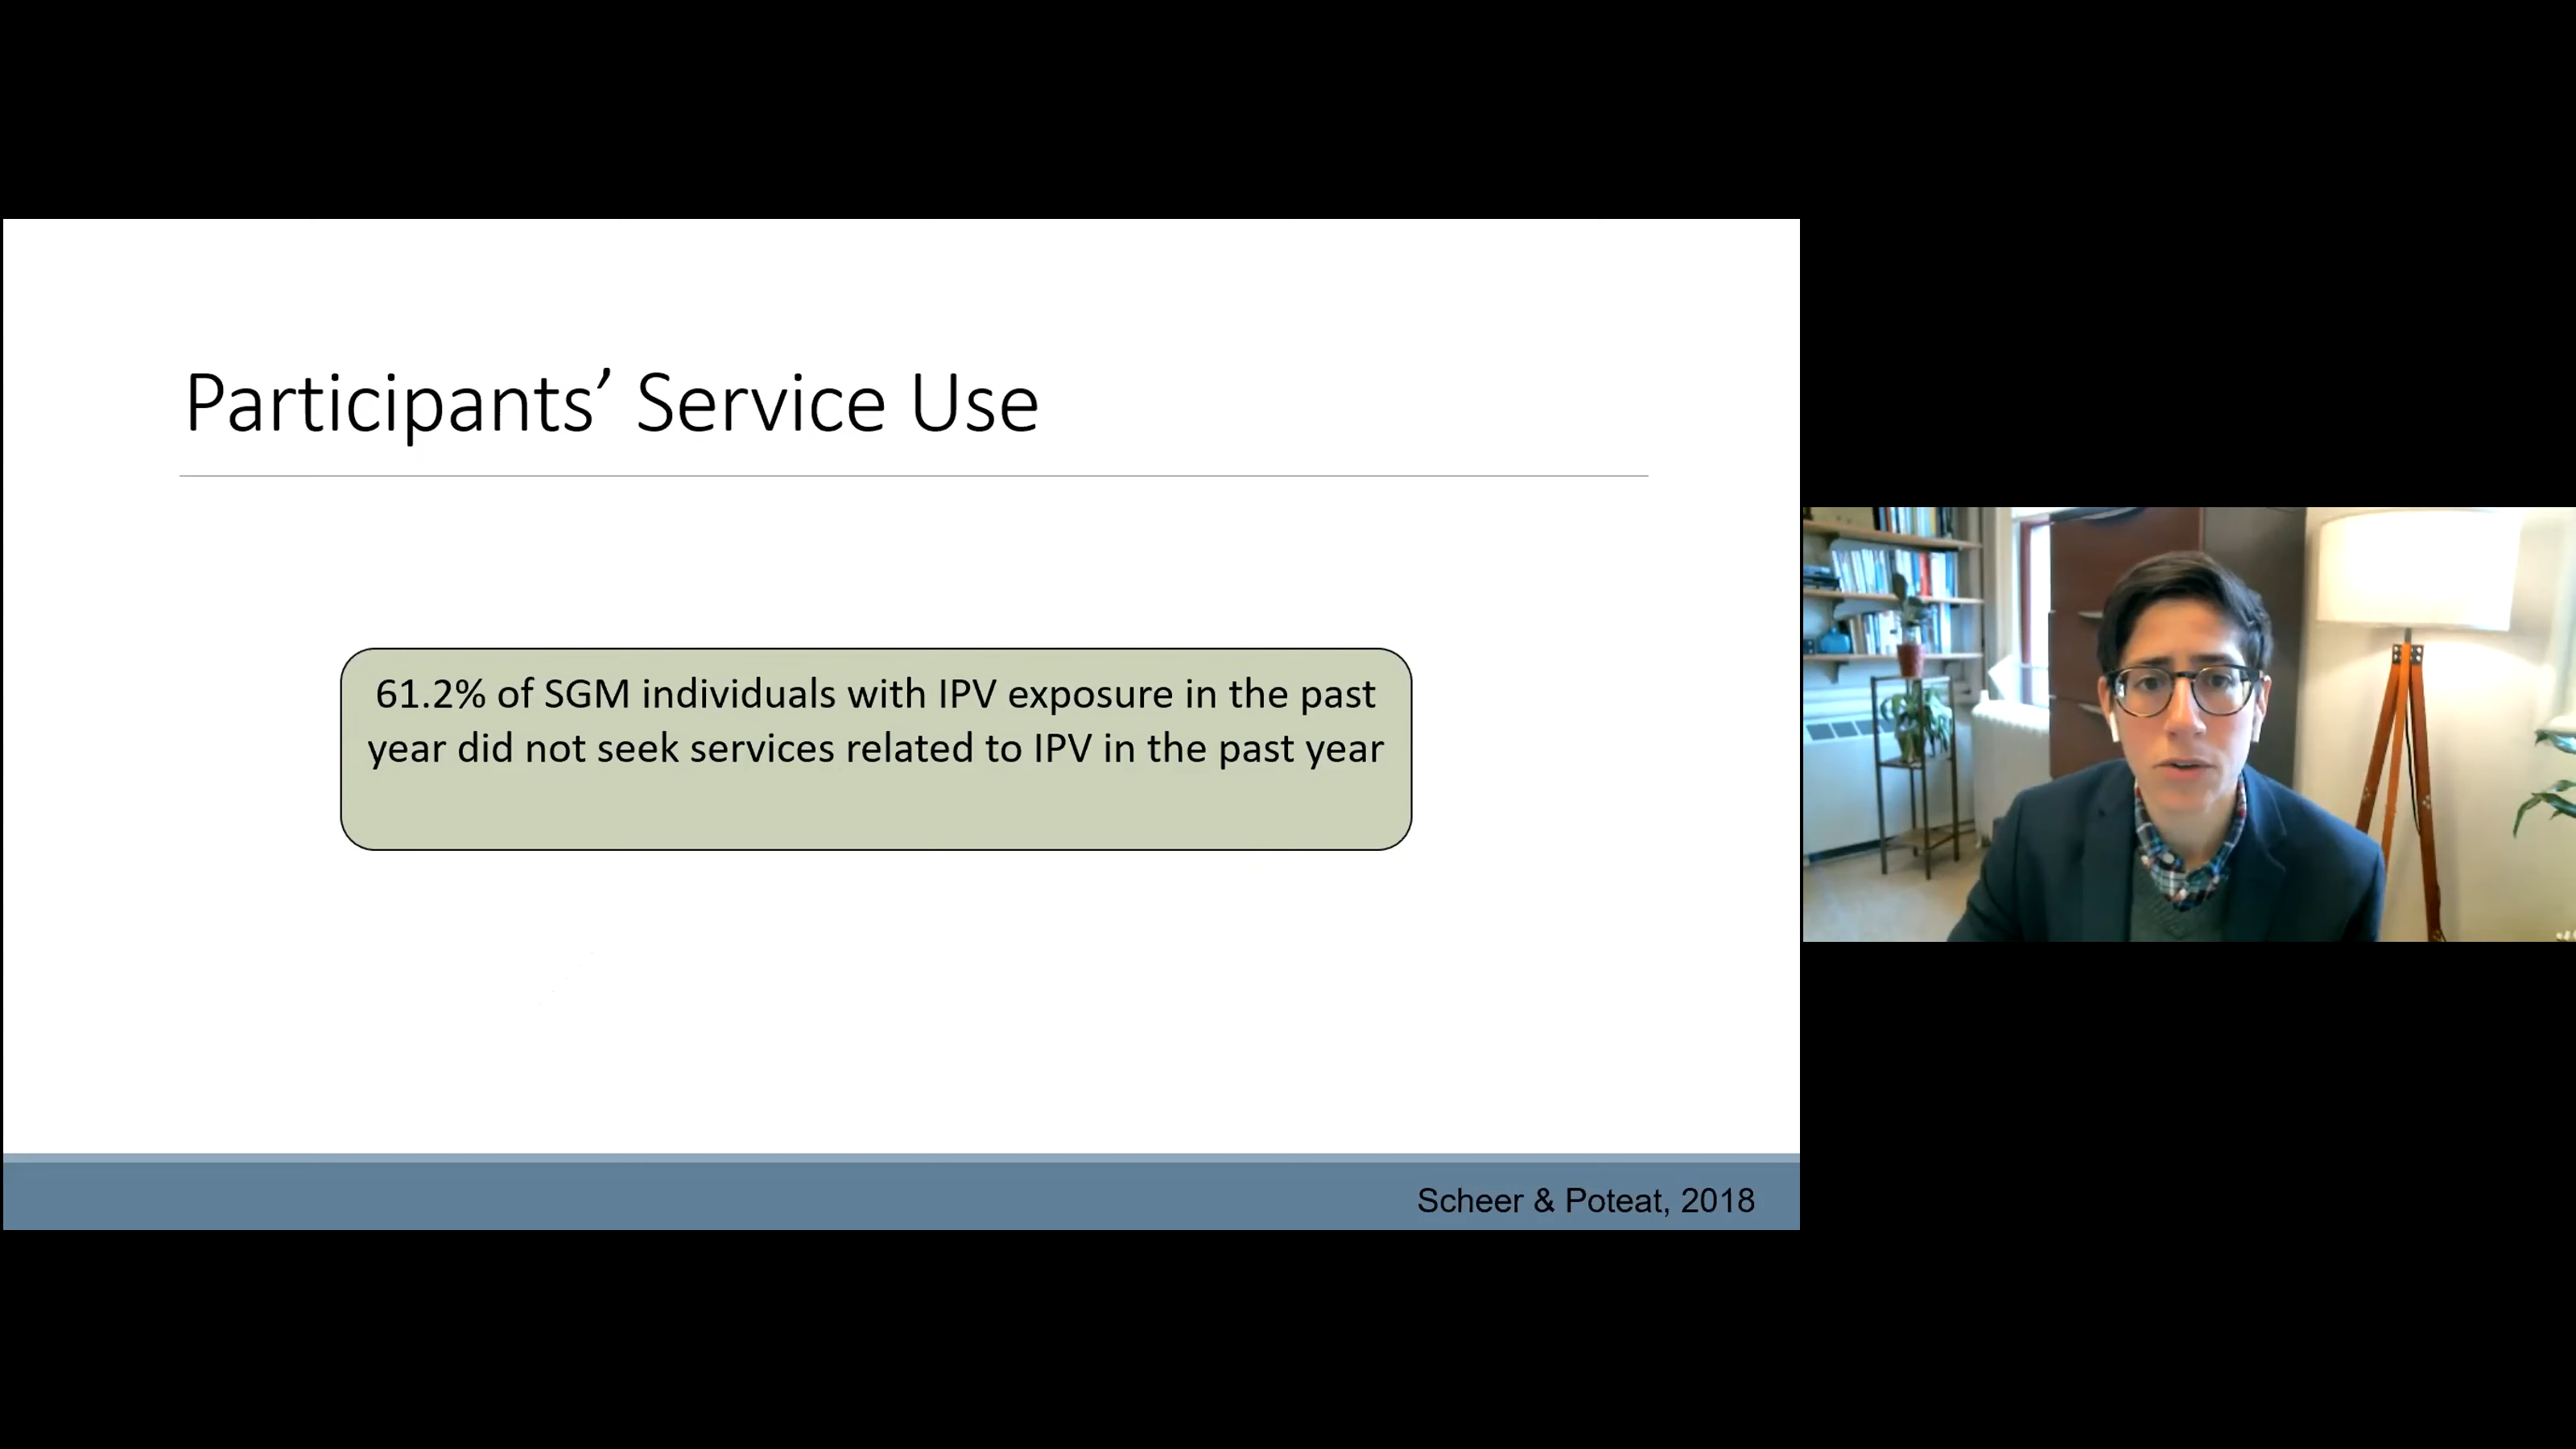 Participants’ Service Use
61.2% of SGM individuals with IPV exposure in the past
year did not seek services related to IPV in the past year
Scheer & Poteat, 2018